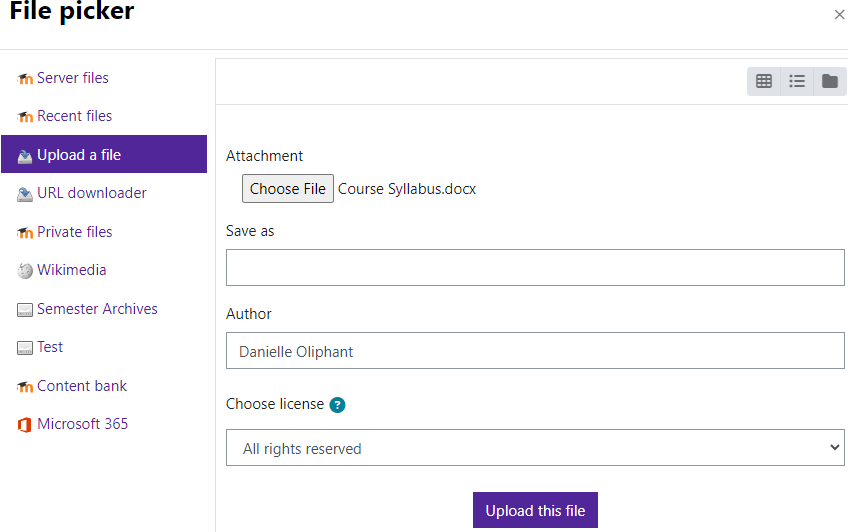 File picker
×
Server files
Recent files
Upload a file
URL downloader
Private files
Wikimedia
Semester Archives
Test
Content bank
Microsoft 365
Attachment
Choose File Course Syllabus.docx
Save as
Author
Danielle Oliphant
Choose license ?
All rights reserved
Upload this file